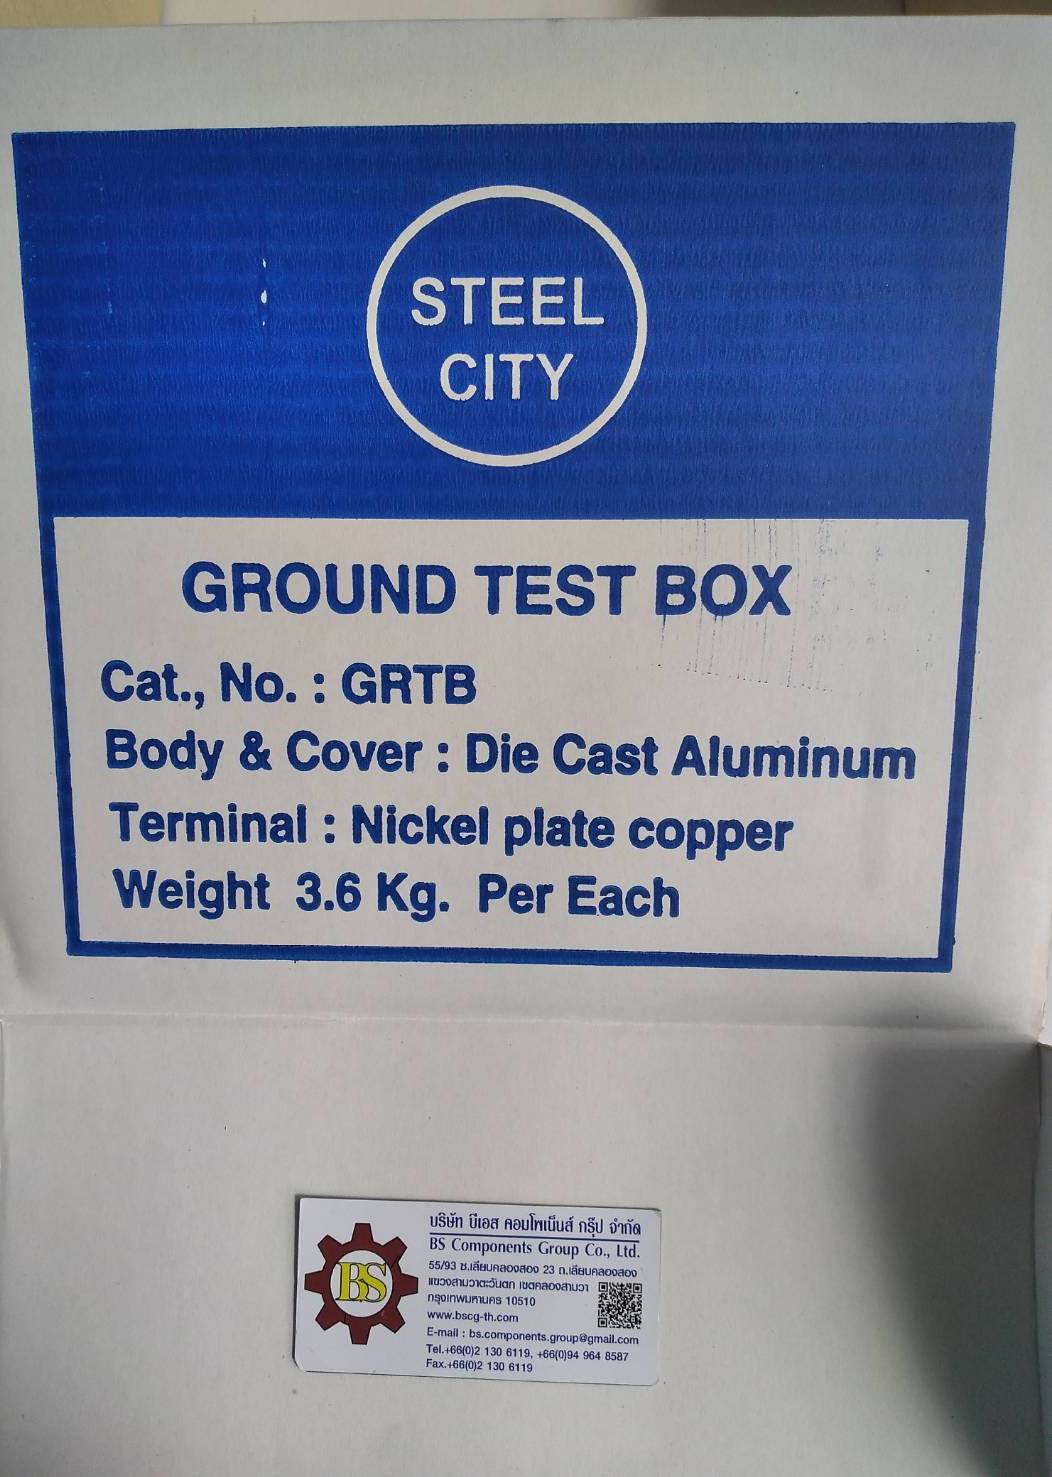 STEEL
CITY
GROUND TEST BOX
Cat., No. : GRTB
Body & Cover : Die Cast Aluminum
Terminal : Nickel plate copper
Weight 3.6 Kg. Per Each
BS
บริษัท บีเอส คอมโพเน็นส์ กรุ๊ป จำกัด
BS Components Group Co., Ltd.
55/93 ซ.เลียบคลองสอง 23 ถ.เลียบคลองสอง
แขวงสามวาตะวันตก เขตคลองสามวา
กรุงเทพมหานคร 10510
www.bscg-th.com
E-mail : bs.components.group@gmail.com
Tel.+66(0)2 130 6119, +66(0)94 964 8587
Fax.+66(0)2 130 6119